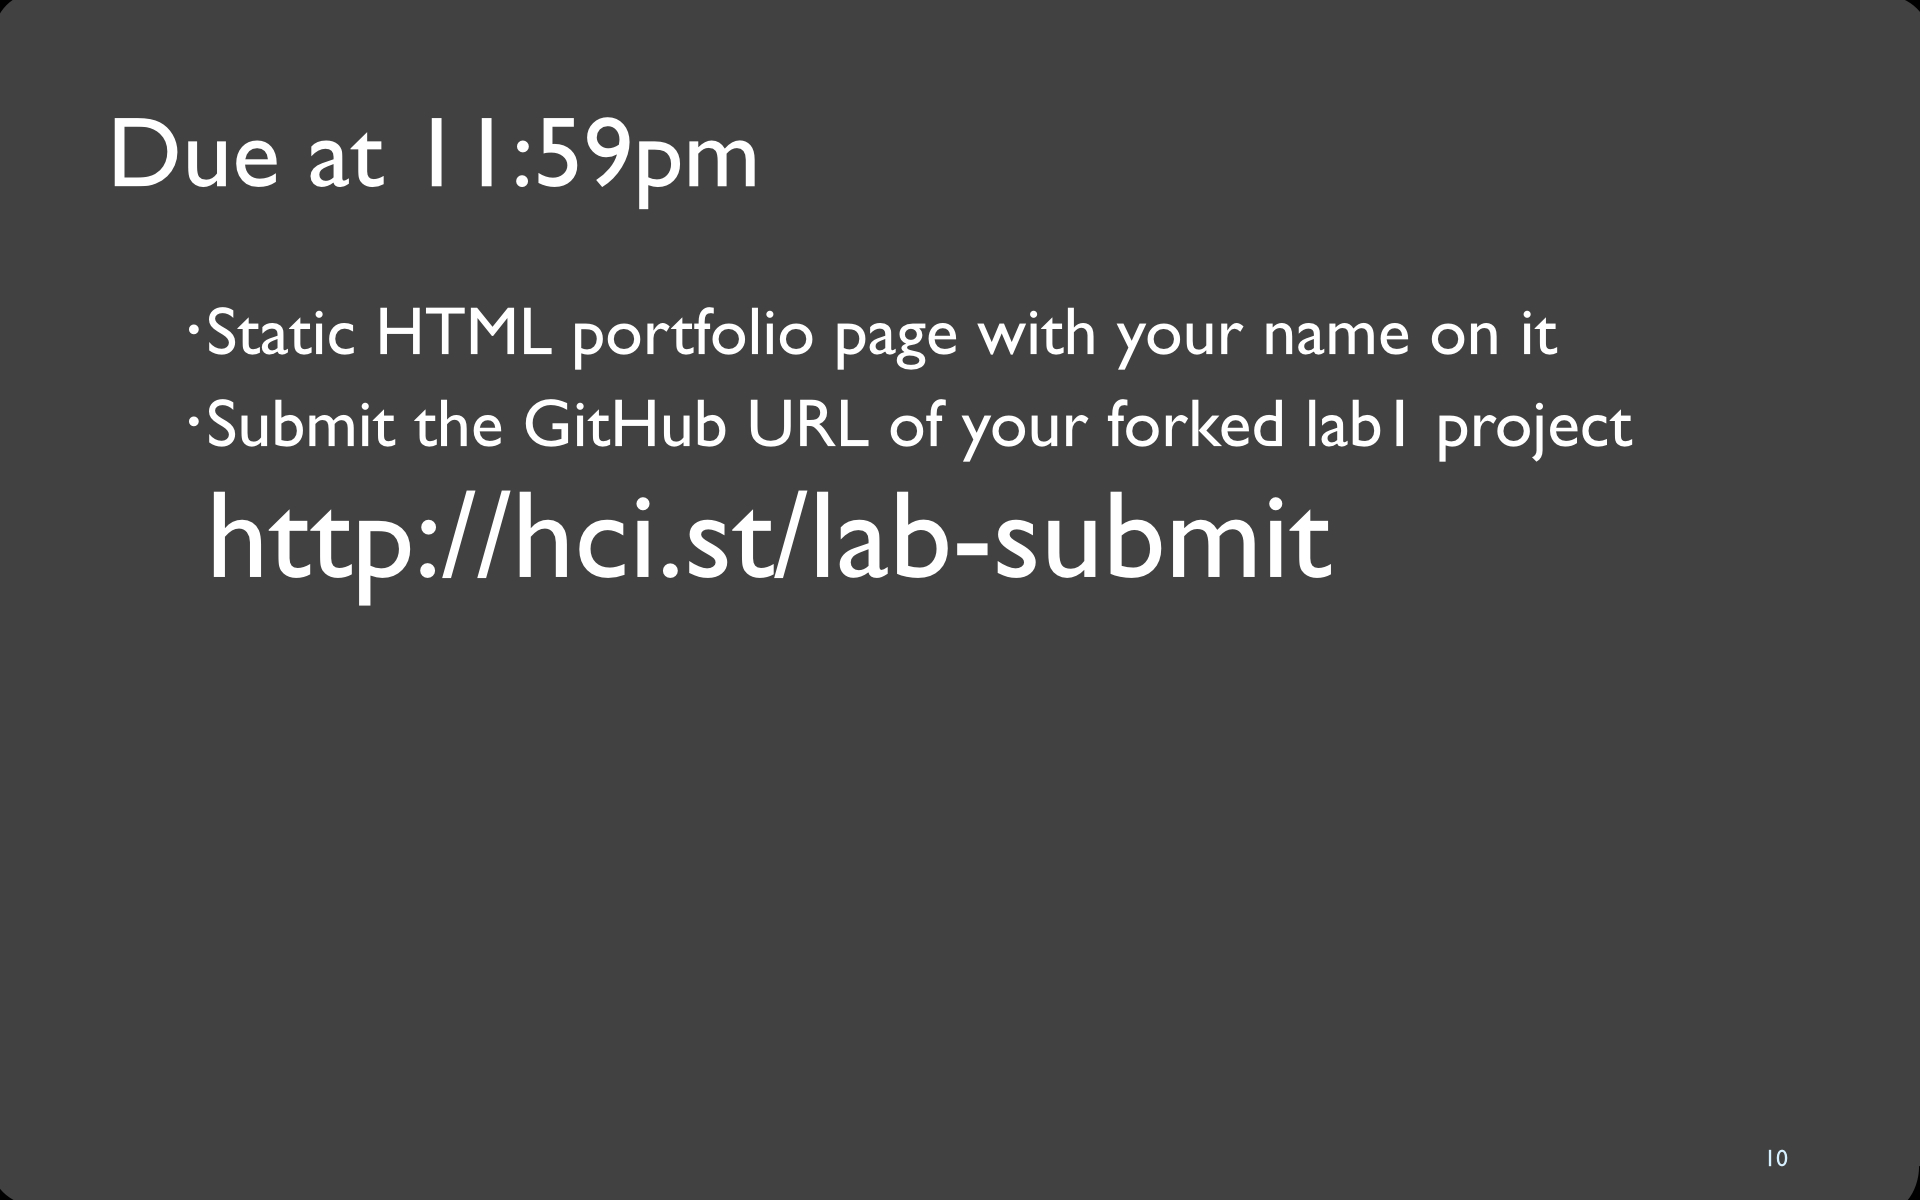 Due at 11:59pm
·Static HTML portfolio page with your name on it
·Submit the GitHub URL of your forked lab1 project
http://hci.st/lab-submit
10